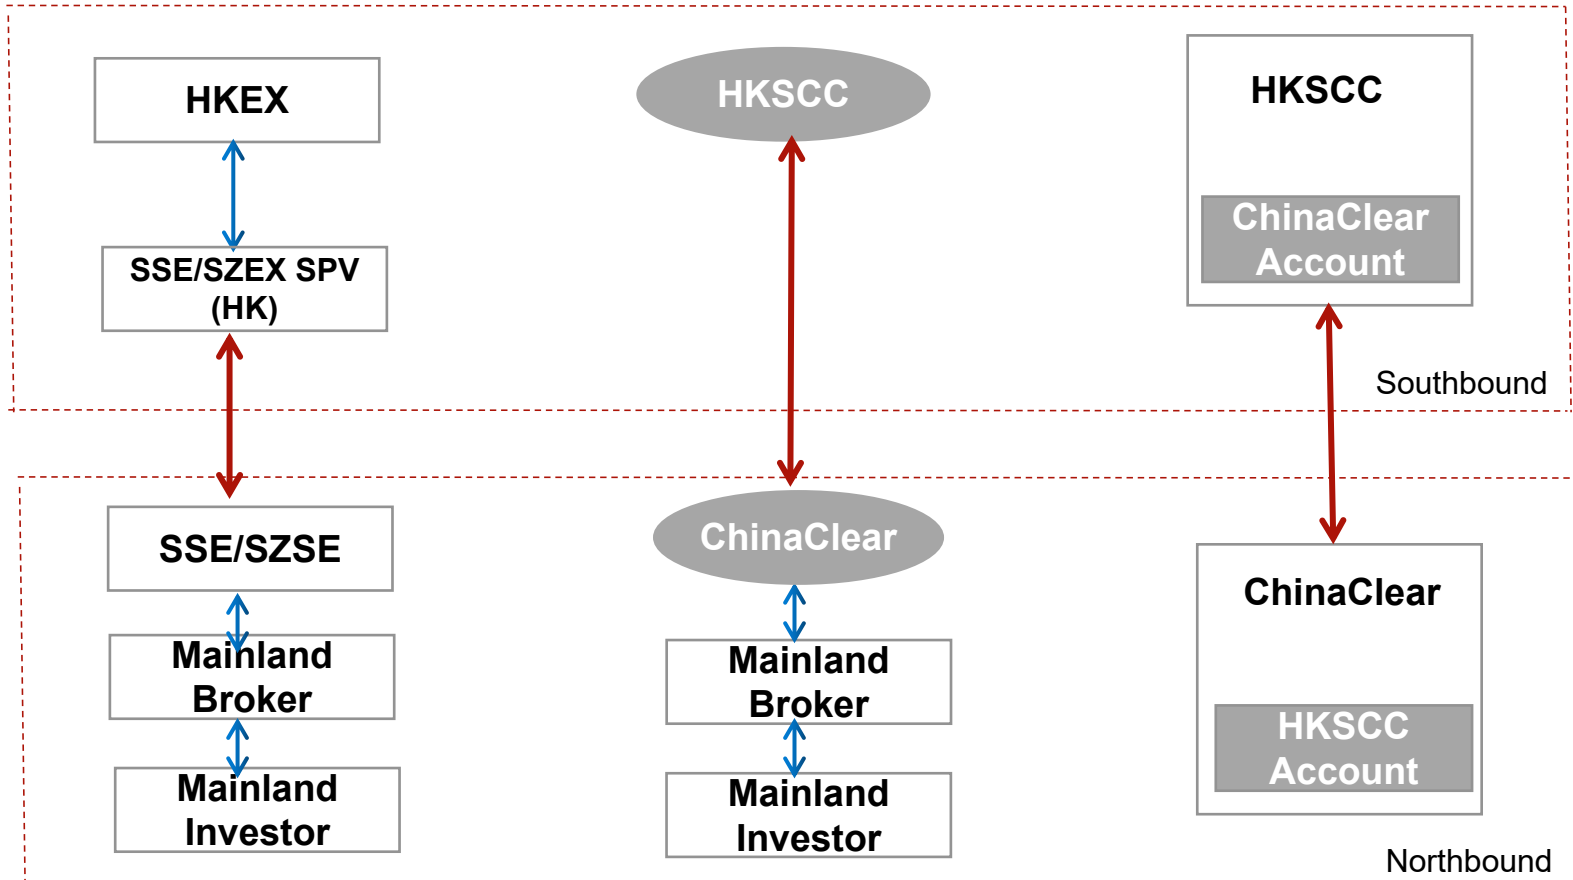 HKEX
SSE/SZEX SPV
(HK)
HKSCC
HKSCC
ChinaClear
Account
Southbound
SSE/SZSE
Mainland
Broker
Mainland
Investor
ChinaClear
Mainland
Broker
Mainland
Investor
ChinaClear
HKSCC
Account
Northbound